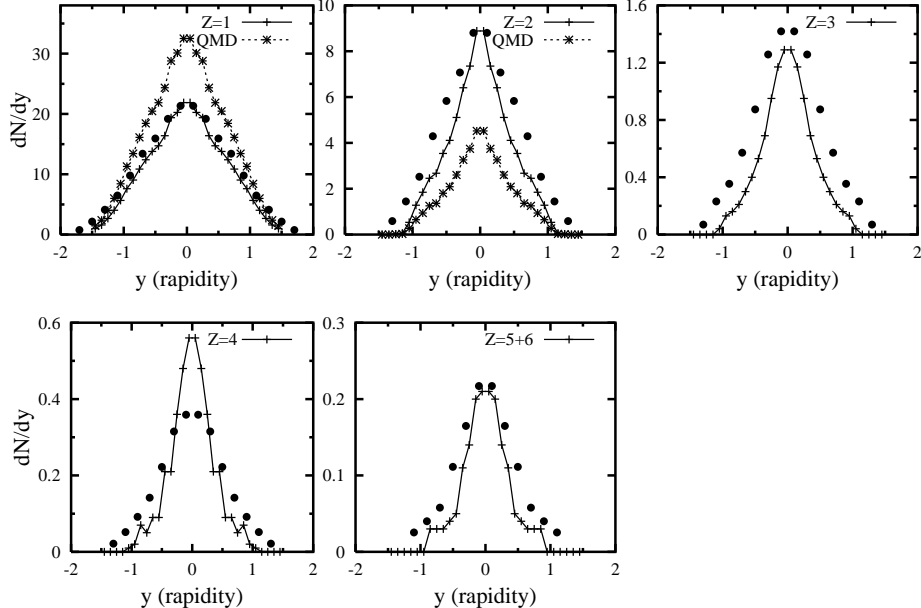 Z=1
QMD
dN/dy
30
20
10
0
-2 -1 0 1 2
y (rapidity)
Z=2
QMD
10
8
6
4
2
0
-2 -1 0 1 2
y (rapidity)
Z=3
1.6
1.2
0.8
0.4
0
-2 -1 0 1 2
y (rapidity)
Z=4
dN/dy
0.6
0.4
0.2
0
-2 -1 0 1 2
y (rapidity)
Z=5+6
0.3
0.2
0.1
0
-2 -1 0 1 2
y (rapidity)